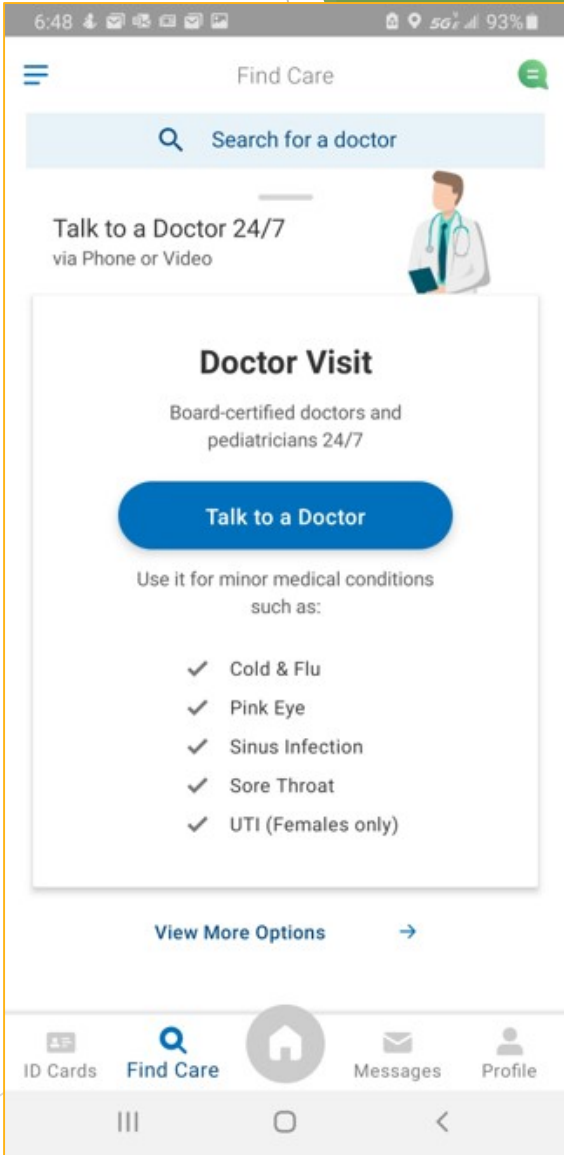 6:48
5G 93%
Find Care
Search for a doctor
Talk to a Doctor 24/7
via Phone or Video
Doctor Visit
Board-certified doctors and
pediatricians 24/7
Talk to a Doctor
Use it for minor medical conditions
such as:
Cold & Flu
Pink Eye
Sinus Infection
Sore Throat
UTI (Females only)
View More Options
ID Cards
Find Care
Messages
Profile